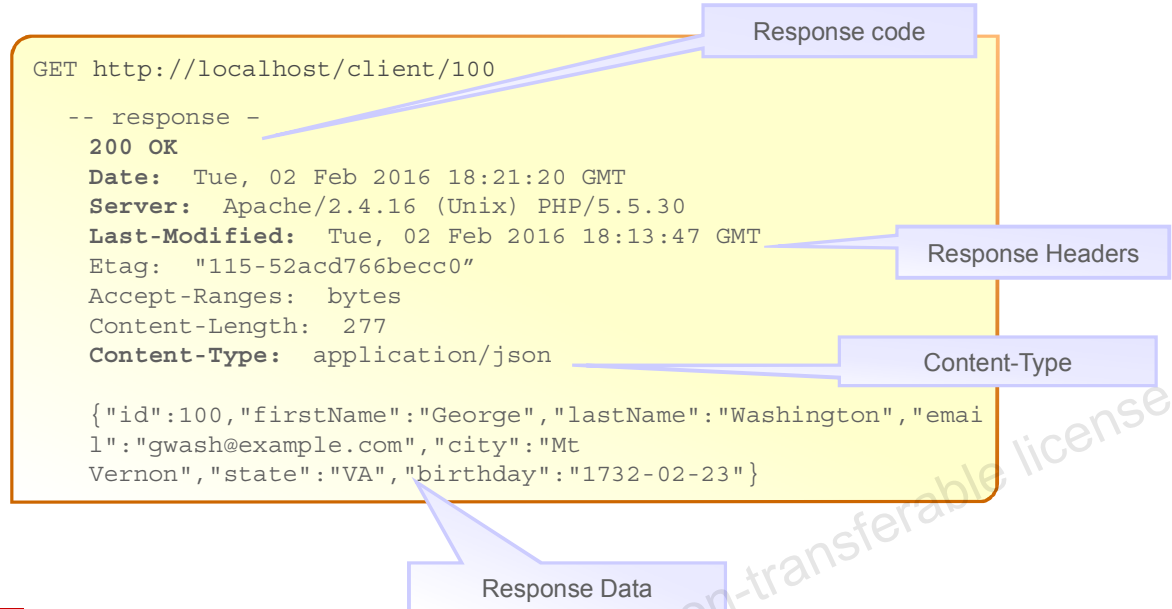 Response code
GET http://localhost/client/100
-- response –
200 OK
Date:  Tue, 02 Feb 2016 18:21:20 GMT
Server:  Apache/2.4.16 (Unix) PHP/5.5.30
Last-Modified:  Tue, 02 Feb 2016 18:13:47 GMT
Response Headers
Etag:  "115-52acd766becc0”
Accept-Ranges:  bytes
Content-Length:  277
Content-Type:  application/json
Content-Type
{"id":100,"firstName":"George","lastName":"Washington","emai
l":"gwash@example.com","city":"Mt
Vernon","state":"VA","birthday":"1732-02-23"}
Response Data
n-transferable license